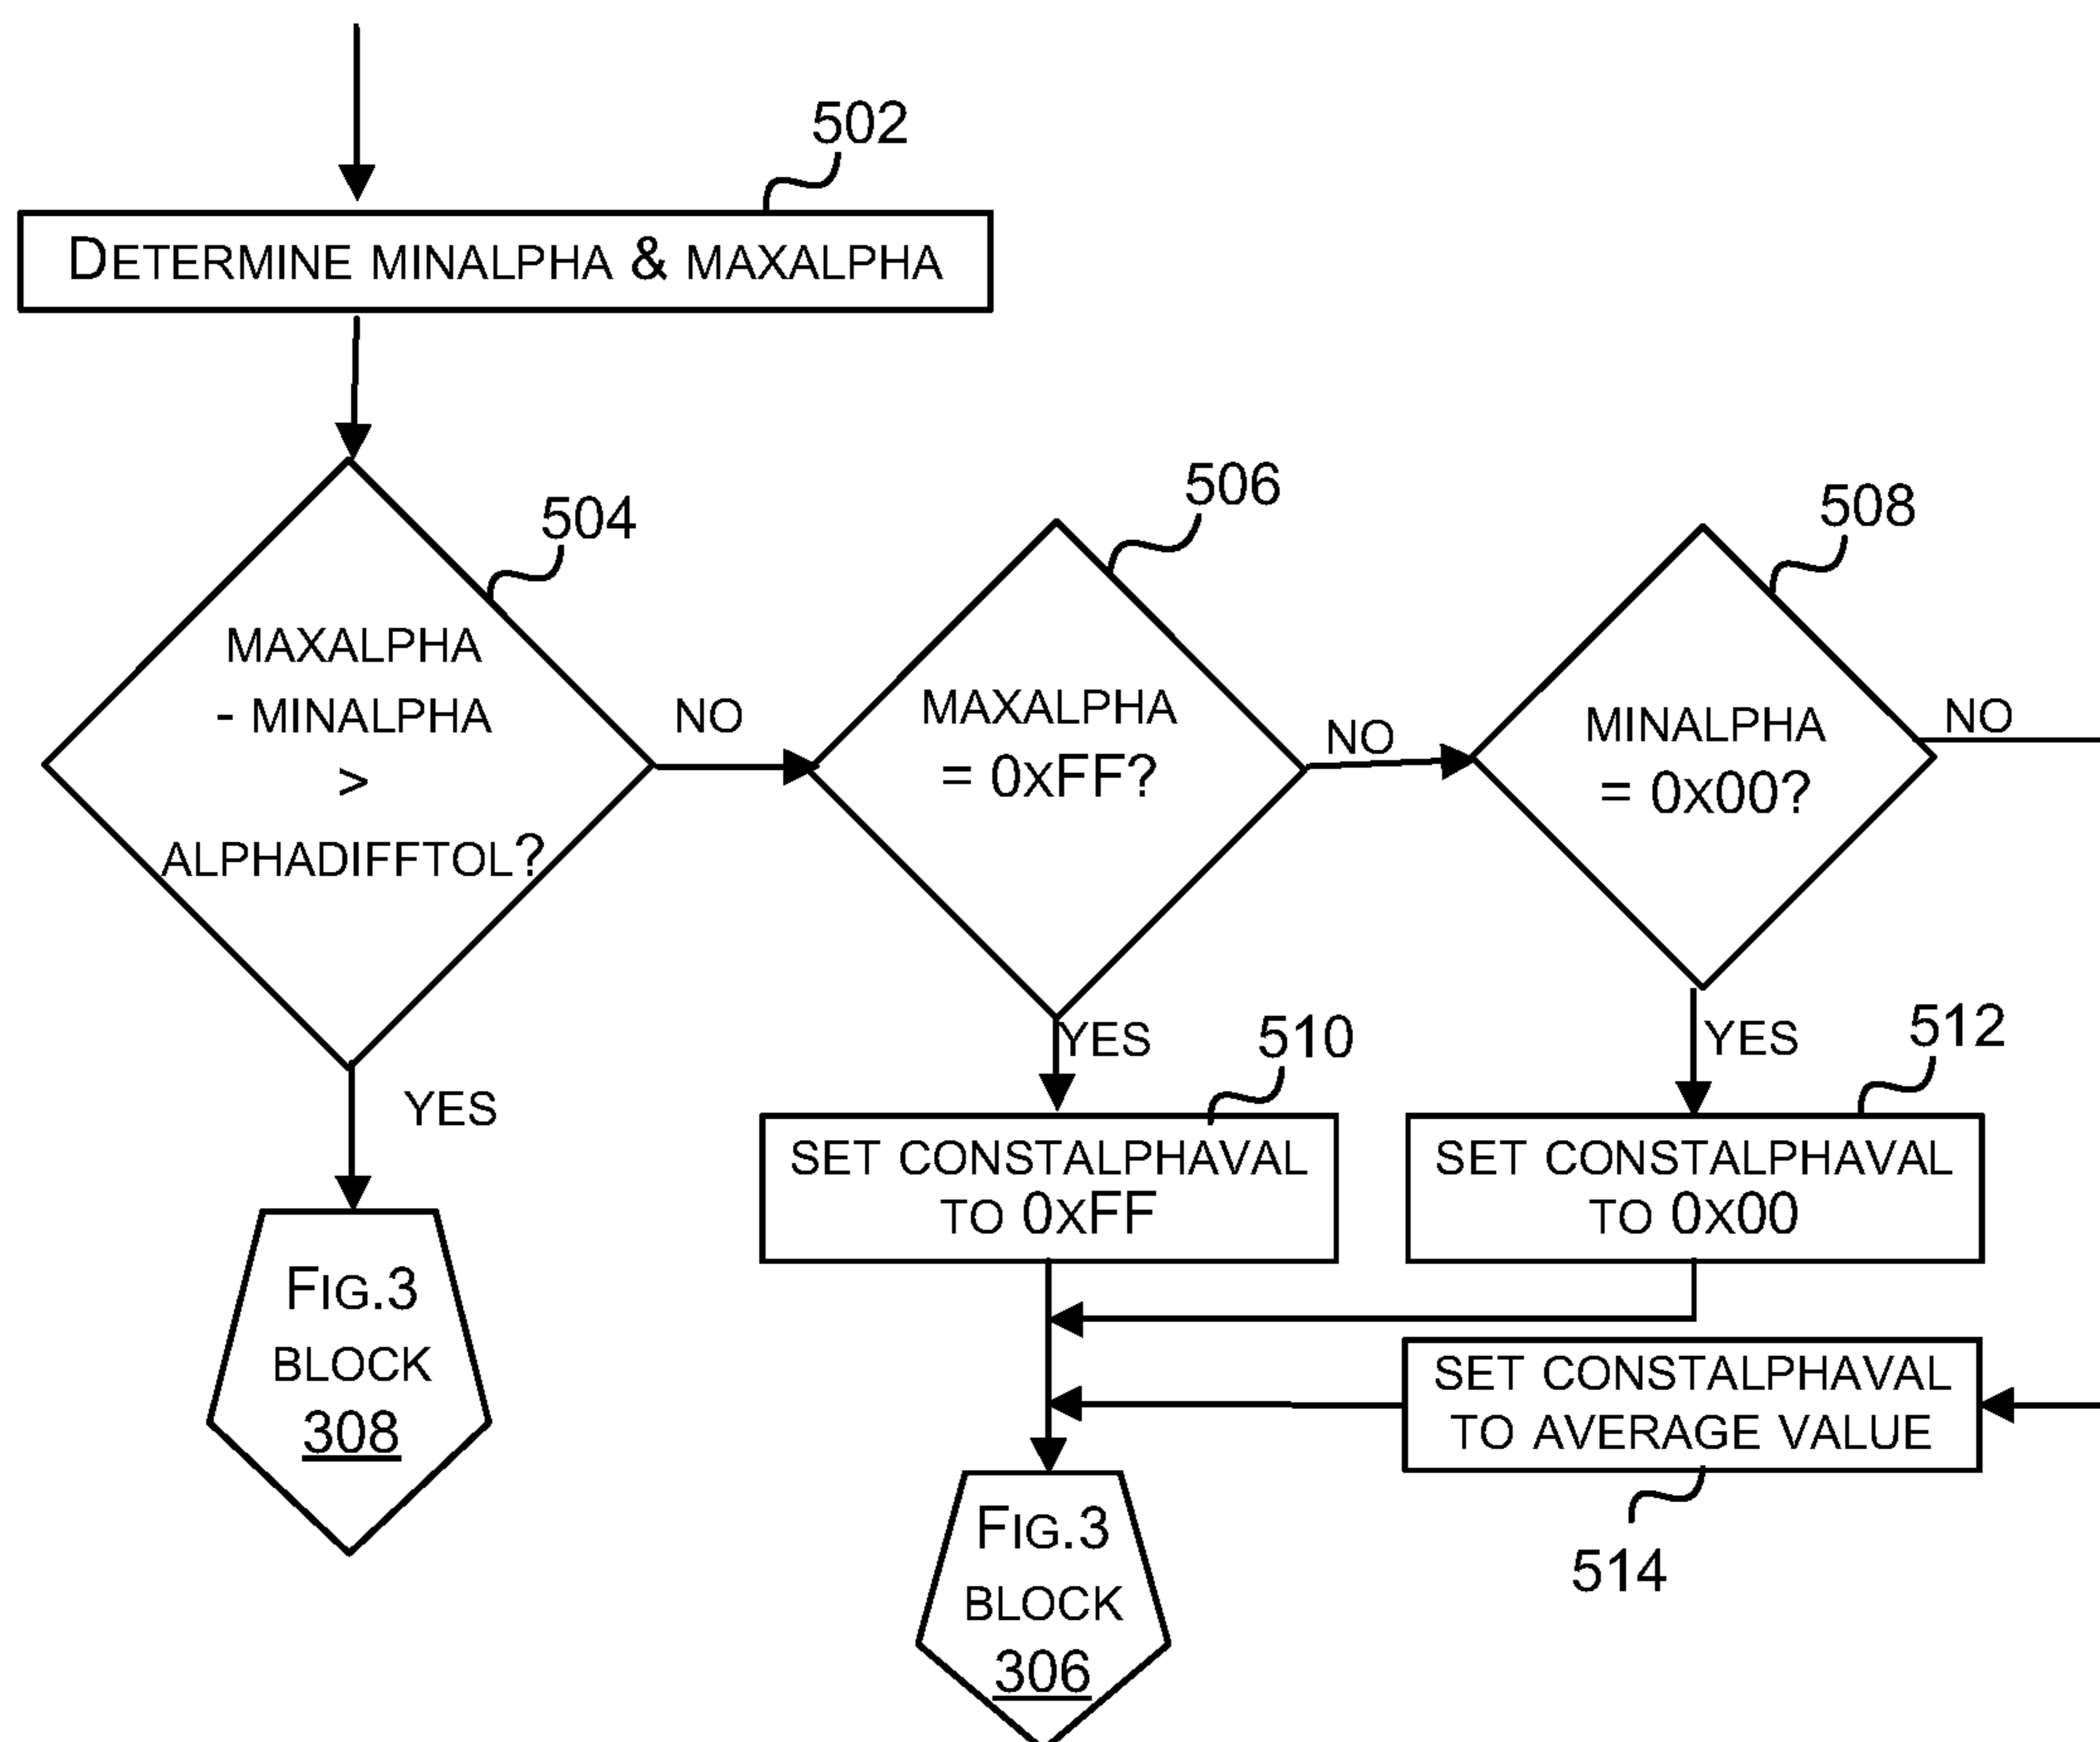 502
DETERMINE MINALPHA & MAXALPHA
504
MAXALPHA
- MINALPHA
>
ALPHADIFFTOL?
NO
YES
506
MAXALPHA
= 0XFF?
NO
YES
508
MINALPHA
= 0X00?
NO
YES
510
SET CONSTALPHAVAL
TO 0XFF
512
SET CONSTALPHAVAL
TO 0X00
SET CONSTALPHAVAL
TO AVERAGE VALUE
514
FIG.3
BLOCK
308
FIG.3
BLOCK
306